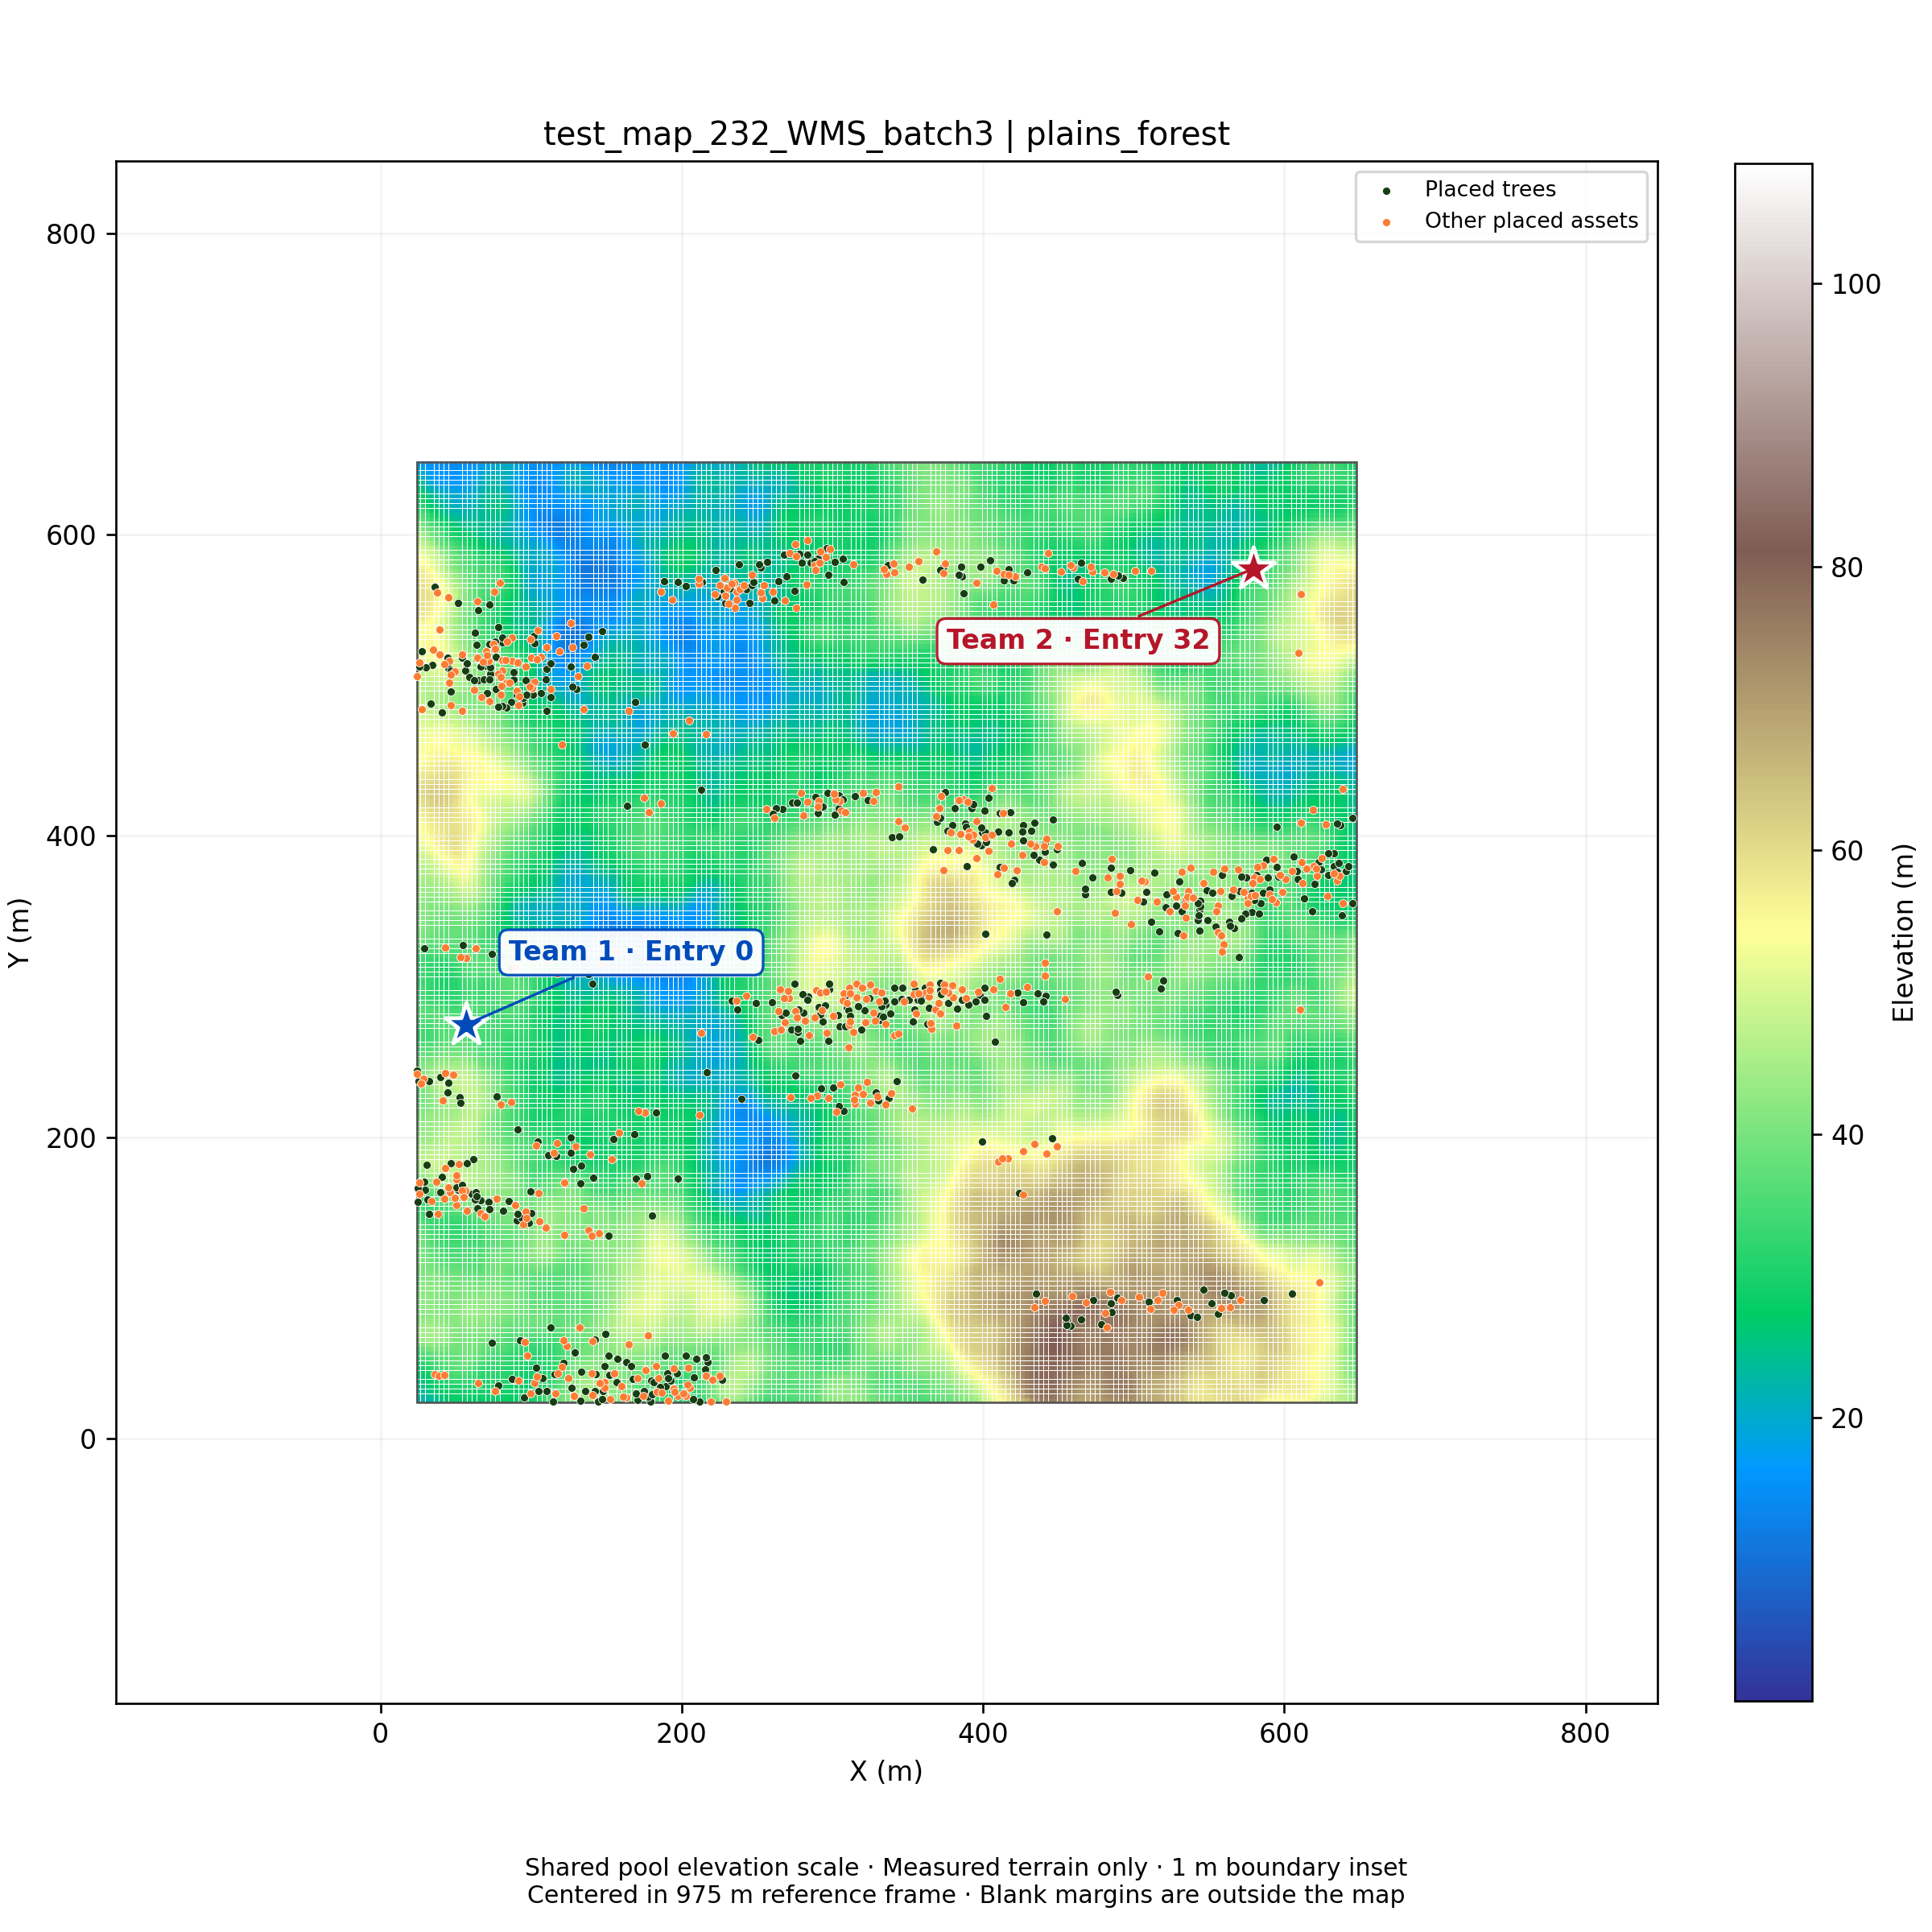 test_map_232_WMS_batch3 | plains_forest
Placed trees
Other placed assets
Team 2 · Entry 32
Team 1 · Entry 0
800
600
400
200
0
Y (m)
0
200
400
600
800
X (m)
100
80
60
40
20
Elevation (m)
Shared pool elevation scale · Measured terrain only · 1 m boundary inset
Centered in 975 m reference frame · Blank margins are outside the map